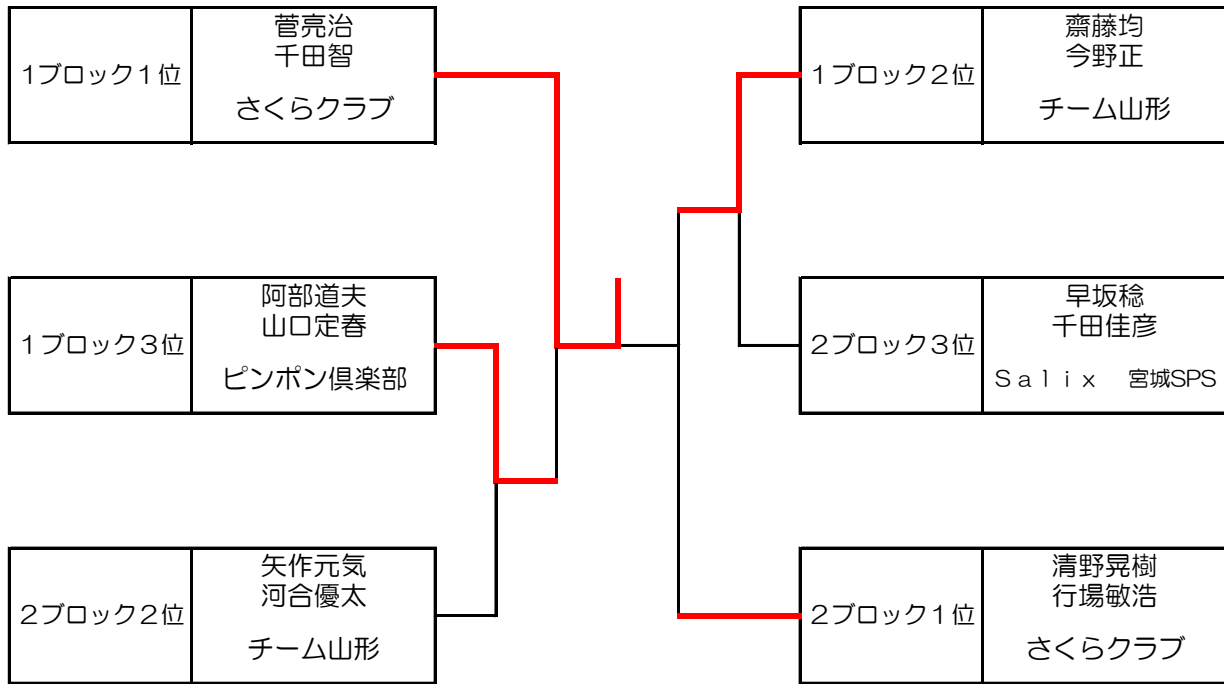 1ブロック1位
菅亮治
千田智
さくらクラブ
1ブロック2位
齋藤均
今野正
チーム山形
1ブロック3位
阿部道夫
山口定春
ピンポン倶楽部
2ブロック3位
早坂稔
千田佳彦
Ｓａｌｉｘ　宮城SPS
2ブロック2位
矢作元気
河合優太
チーム山形
2ブロック1位
清野晃樹
行場敏浩
さくらクラブ